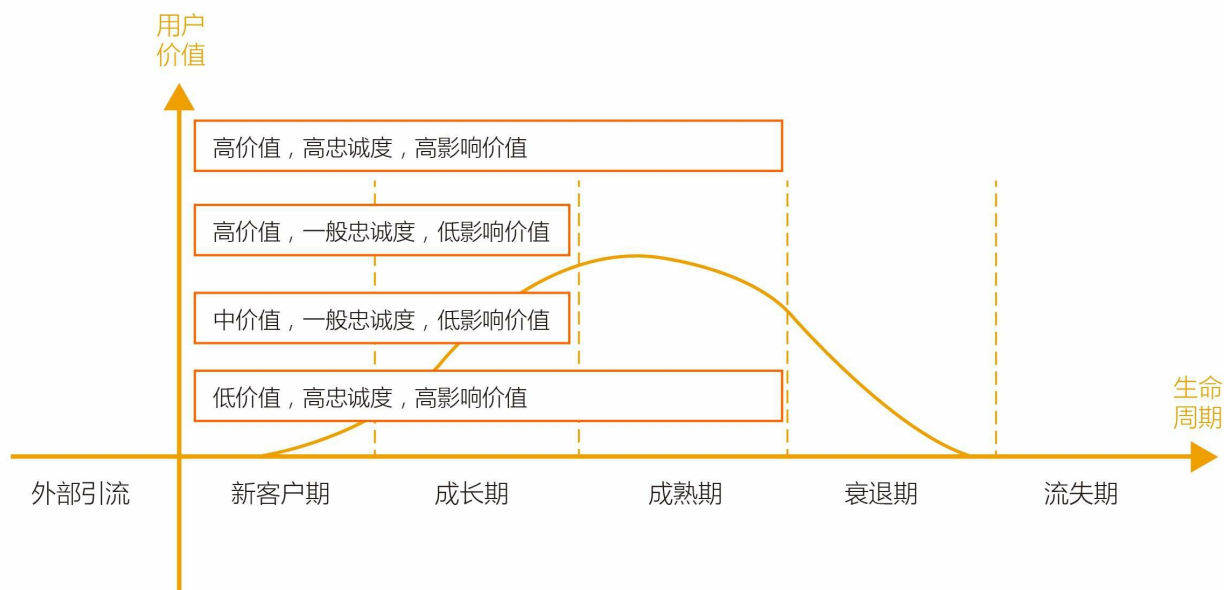 用户
价值
高价值，高忠诚度，高影响价值
高价值，一般忠诚度，低影响价值
中价值，一般忠诚度，低影响价值
低价值，高忠诚度，高影响价值
生命
周期
外部引流
新客户期
成长期
成熟期
衰退期
流失期